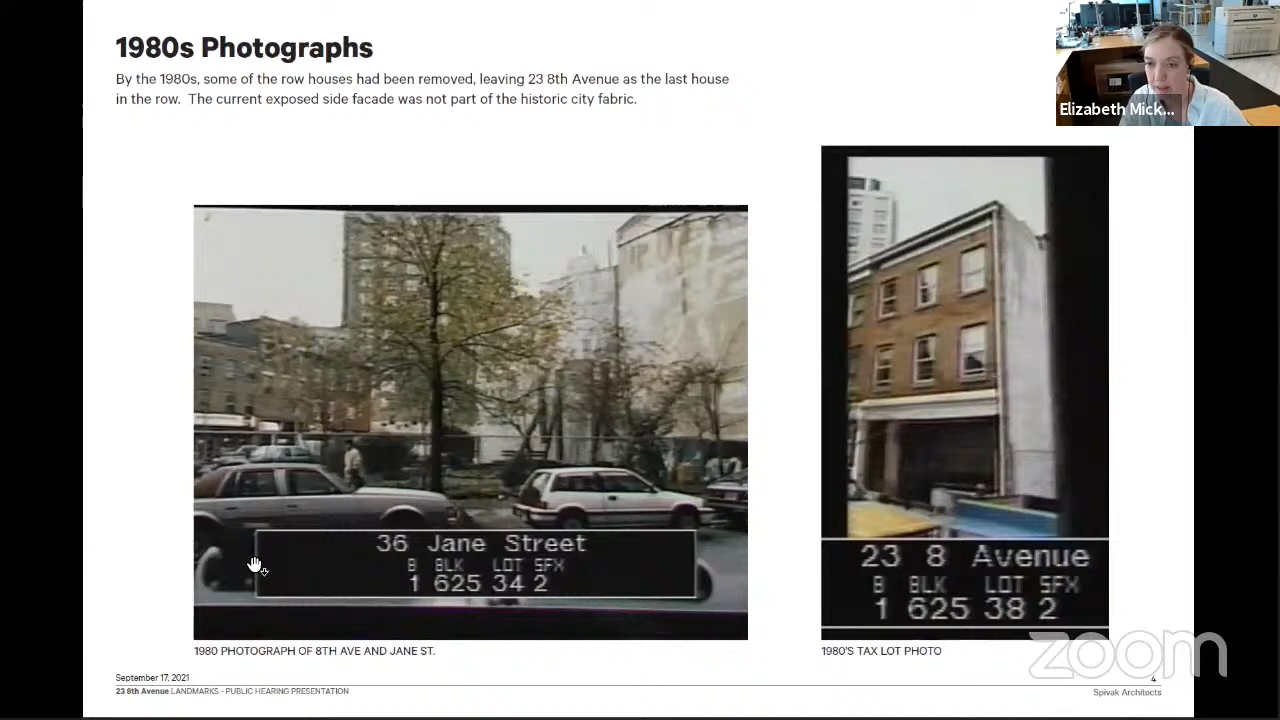 1980s Photographs
By the 1980s, some of the row houses had been removed, leaving 23 8th Avenue as the last house
in the row. The current exposed side facade was not part of the historic city fabric.
Elizabeth Mick...
36 Jane Street
B BLK LOT SFX
1 625 34 2
23 8 Avenue
B BLK LOT SFX
1 625 38 2
1980 PHOTOGRAPH OF 8TH AVE AND JANE ST.
1980'S TAX LOT PHOTO
zoom
September 17, 2021
4
23 8th Avenue LANDMARKS - PUBLIC HEARING PRESENTATION
Spivak Architects